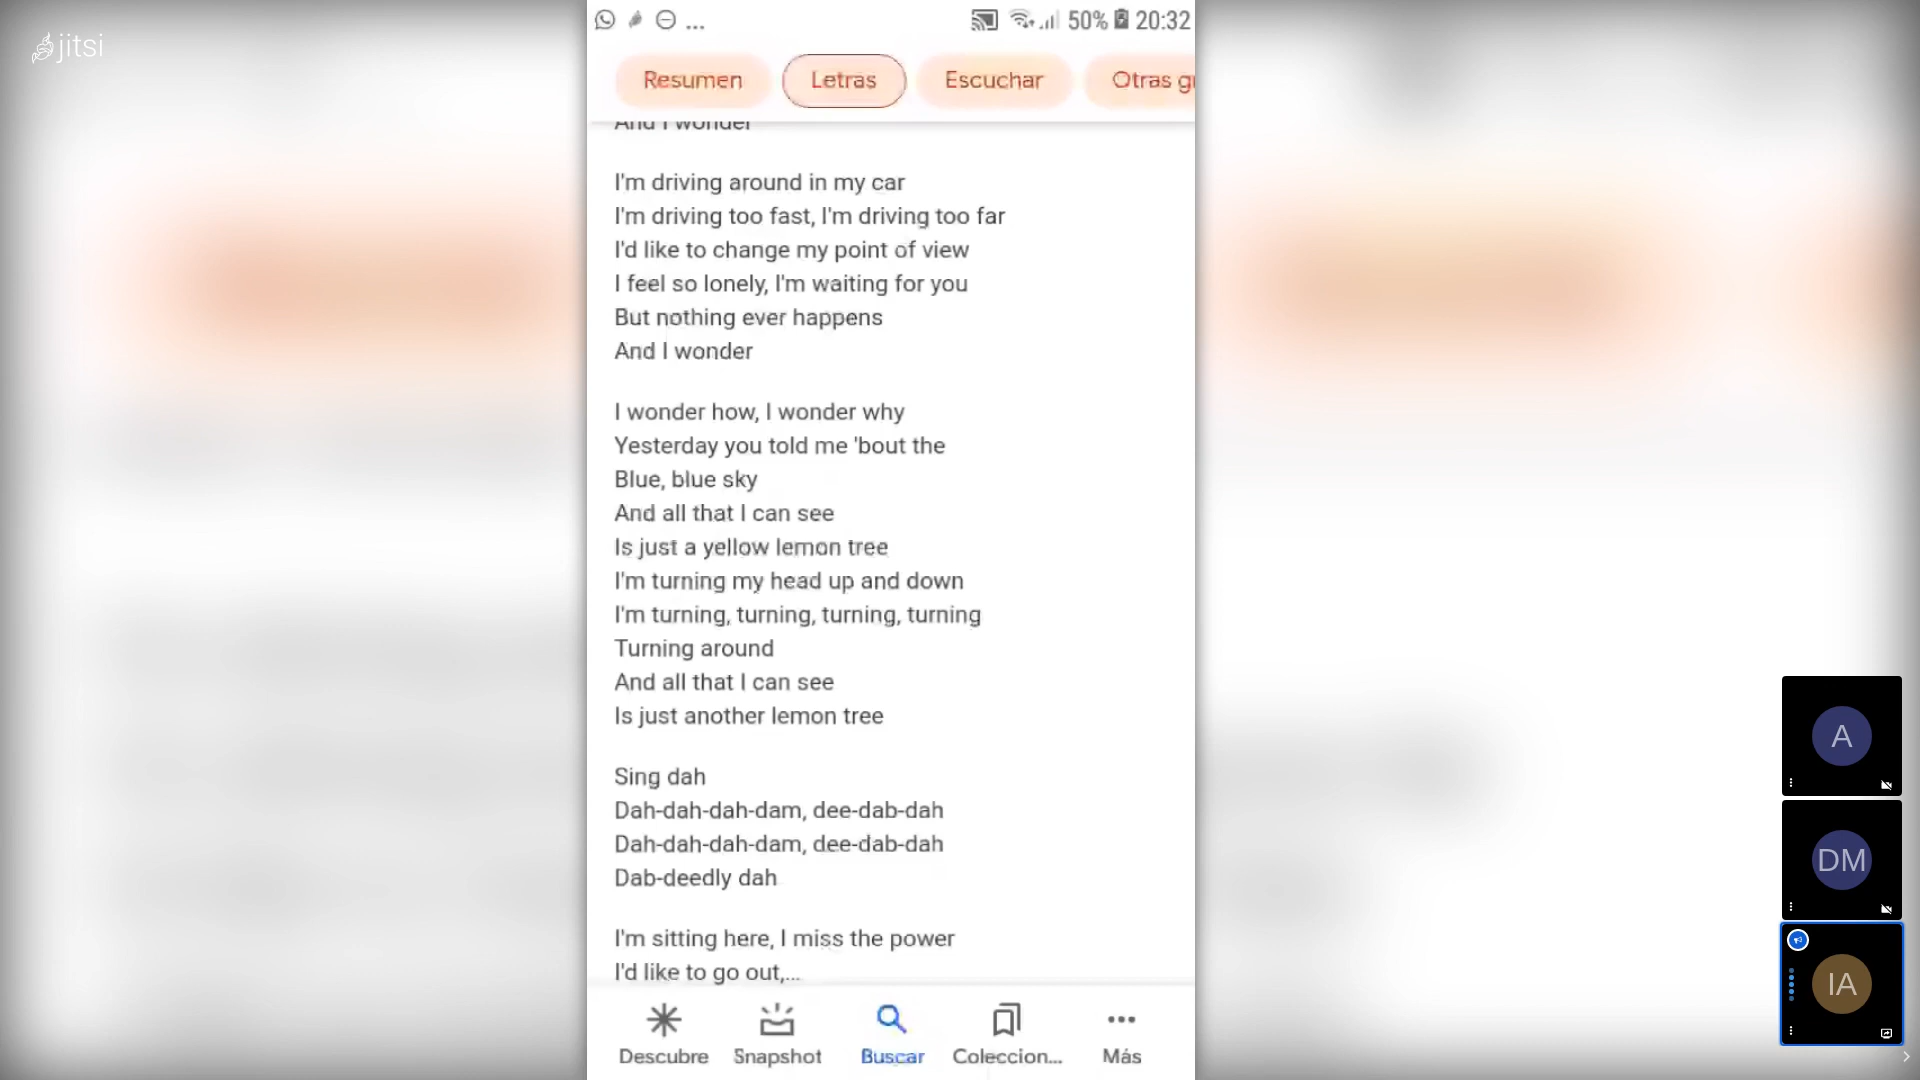 jitsi
50% 20:32
Resumen Letras Escuchar Otras g
And I wonder
I'm driving around in my car
I'm driving too fast, I'm driving too far
I'd like to change my point of view
I feel so lonely, I'm waiting for you
But nothing ever happens
And I wonder
I wonder how, I wonder why
Yesterday you told me 'bout the
Blue, blue sky
And all that I can see
Is just a yellow lemon tree
I'm turning my head up and down
I'm turning, turning, turning, turning
Turning around
And all that I can see
Is just another lemon tree
Sing dah
Dah-dah-dah-dam, dee-dab-dah
Dah-dah-dah-dam, dee-dab-dah
Dab-deedly dah
I'm sitting here, I miss the power
I'd like to go out,...
Descubre Snapshot Buscar Coleccion... Más
A
DM
IA